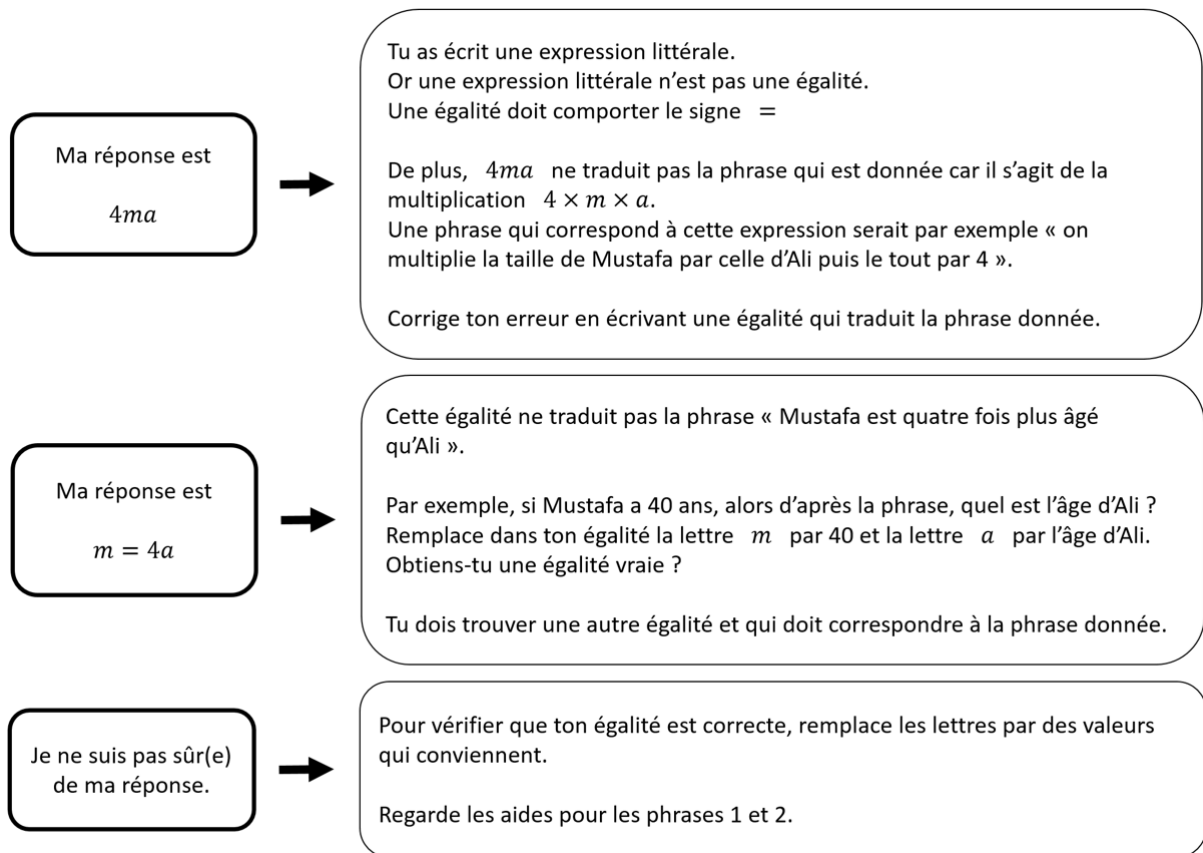 Ma réponse est
4ma
Tu as écrit une expression littérale.
Or une expression littérale n’est pas une égalité.
Une égalité doit comporter le signe =
De plus, 4ma ne traduit pas la phrase qui est donnée car il s’agit de la
multiplication 4 × m × a.
Une phrase qui correspond à cette expression serait par exemple « on
multiplie la taille de Mustafa par celle d’Ali puis le tout par 4 ».
Corrige ton erreur en écrivant une égalité qui traduit la phrase donnée.
Ma réponse est
m = 4a
Cette égalité ne traduit pas la phrase « Mustafa est quatre fois plus âgé
qu’Ali ».
Par exemple, si Mustafa a 40 ans, alors d’après la phrase, quel est l’âge d’Ali ?
Remplace dans ton égalité la lettre m par 40 et la lettre a par l’âge d’Ali.
Obtiens-tu une égalité vraie ?
Tu dois trouver une autre égalité et qui doit correspondre à la phrase donnée.
Je ne suis pas sûr(e)
de ma réponse.
Pour vérifier que ton égalité est correcte, remplace les lettres par des valeurs
qui conviennent.
Regarde les aides pour les phrases 1 et 2.